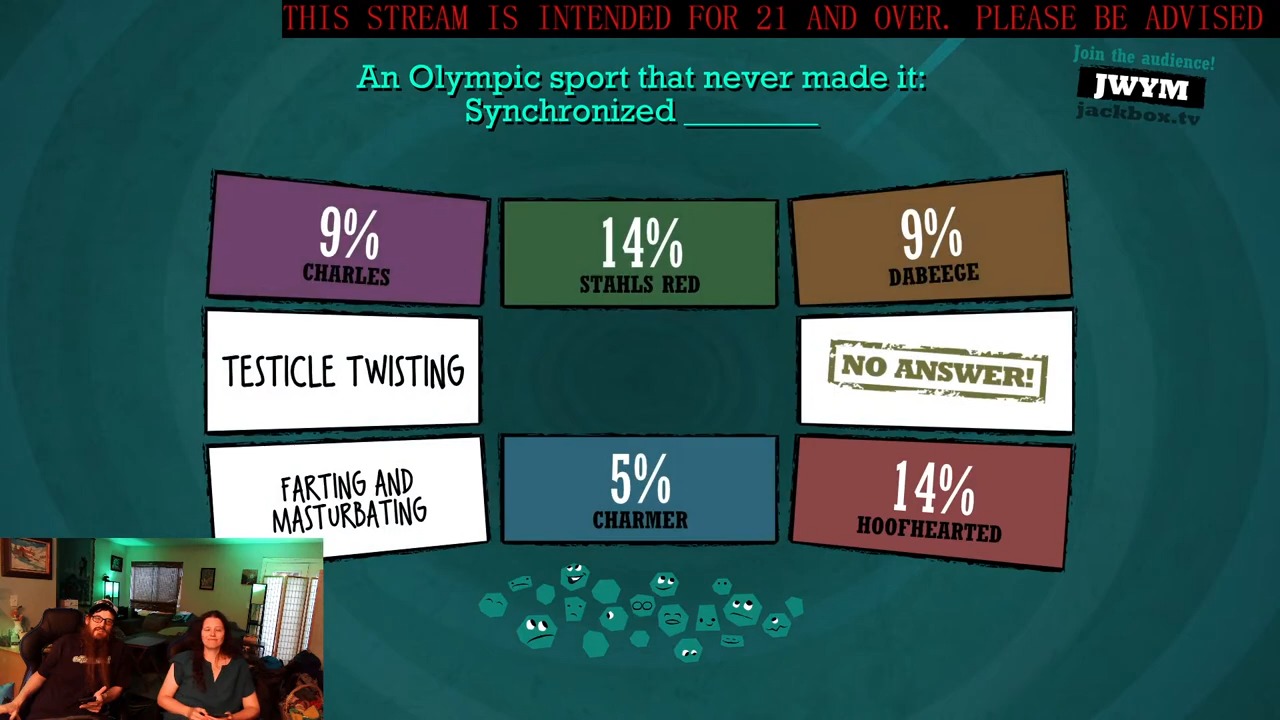 THIS STREAM IS INTENDED FOR 21 AND OVER. PLEASE BE ADVISED
Join the audience!
JWYM
jackbox.tv
An Olympic sport that never made it:
Synchronized ________
9%
CHARLES
14%
STAHLS RED
9%
DABEEGE
TESTICLE TWISTING
NO ANSWER!
FARTING AND
MASTURBATING
5%
CHARMER
14%
HOOFHEARTED